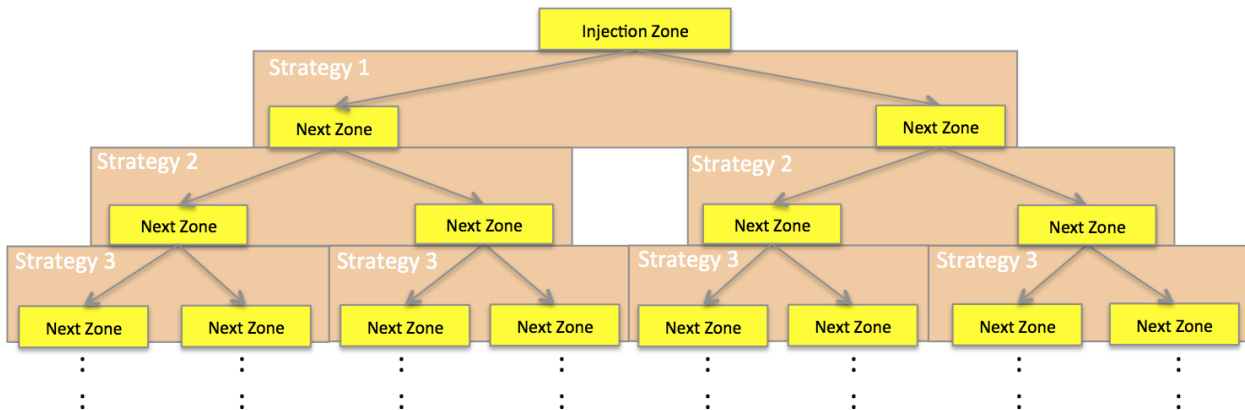 Injection Zone
Strategy 1
Next Zone Next Zone
Strategy 2 Strategy 2
Next Zone Next Zone Next Zone Next Zone
Strategy 3 Strategy 3 Strategy 3 Strategy 3
Next Zone Next Zone Next Zone Next Zone Next Zone Next Zone Next Zone Next Zone
: : : : : : : :
: : : : : : : :